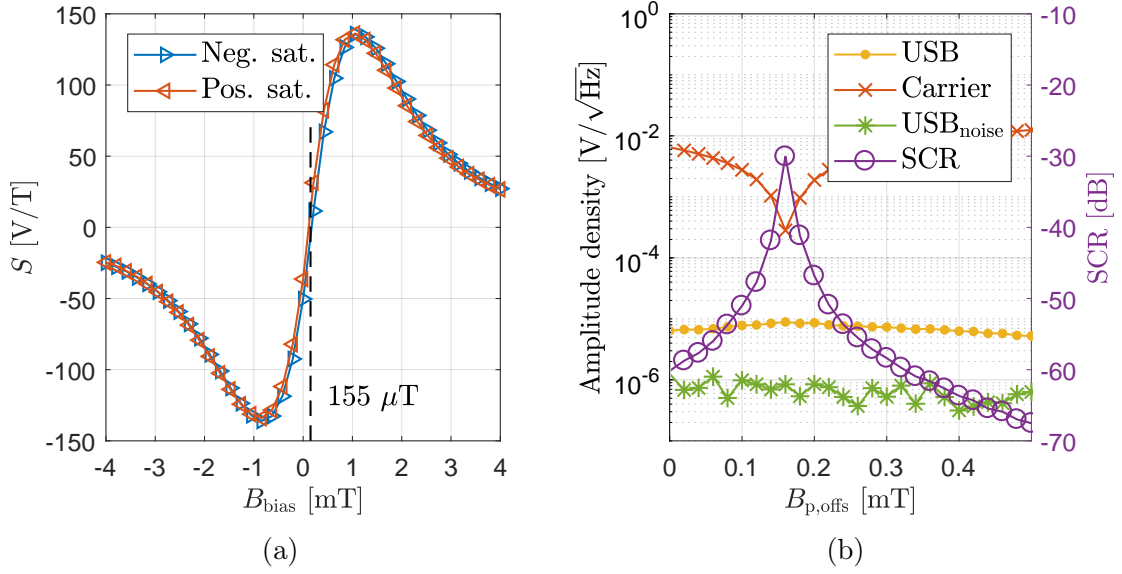 150
100
50
0
-50
-100
-150
S [V/T]
Neg. sat.
Pos. sat.
155 μT
-4 -3 -2 -1 0 1 2 3 4
B_bias [mT]
(a)
10^0
10^-2
10^-4
10^-6
Amplitude density [V/√Hz]
USB
Carrier
USB_noise
SCR
-10
-20
-30
-40
-50
-60
-70
SCR [dB]
0 0.1 0.2 0.3 0.4
B_p,offs [mT]
(b)